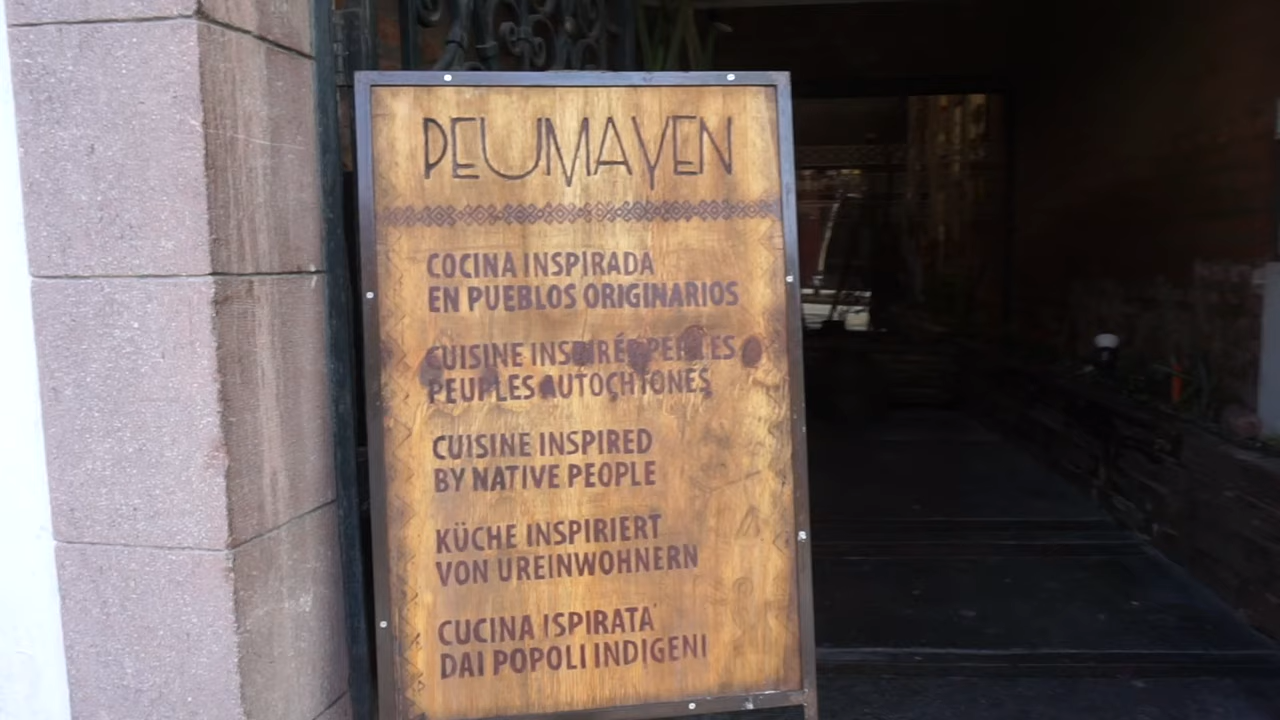 PEUMAYEN
COCINA INSPIRADA
EN PUEBLOS ORIGINARIOS
CUISINE INSPIRÉE PER LES
PEUPLES AUTOCHTONES
CUISINE INSPIRED
BY NATIVE PEOPLE
KÜCHE INSPIRIERT
VON UREINWOHNERN
CUCINA ISPIRATA
DAI POPOLI INDIGENI